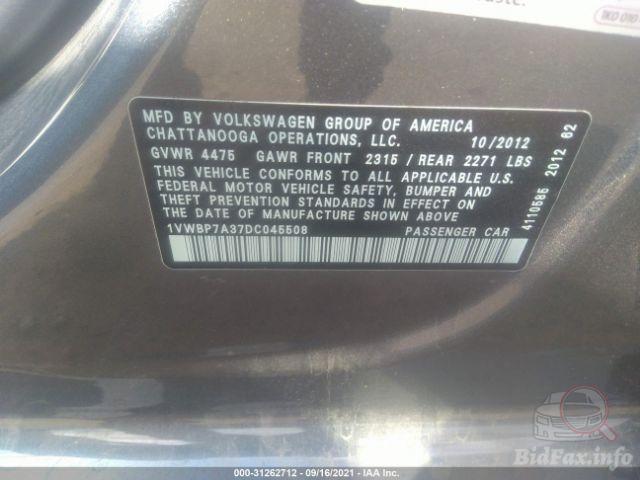 1K0 010
MFD BY VOLKSWAGEN GROUP OF AMERICA
CHATTANOOGA OPERATIONS, LLC. 10/2012
GVWR 4475 GAWR FRONT 2315 / REAR 2271 LBS
THIS VEHICLE CONFORMS TO ALL APPLICABLE U.S.
FEDERAL MOTOR VEHICLE SAFETY, BUMPER AND
THEFT PREVENTION STANDARDS IN EFFECT ON
THE DATE OF MANUFACTURE SHOWN ABOVE
1VWBP7A37DC045508 PASSENGER CAR
4110585 2012 62
BidFax.info
000-31262712 - 09/16/2021 - IAA Inc.